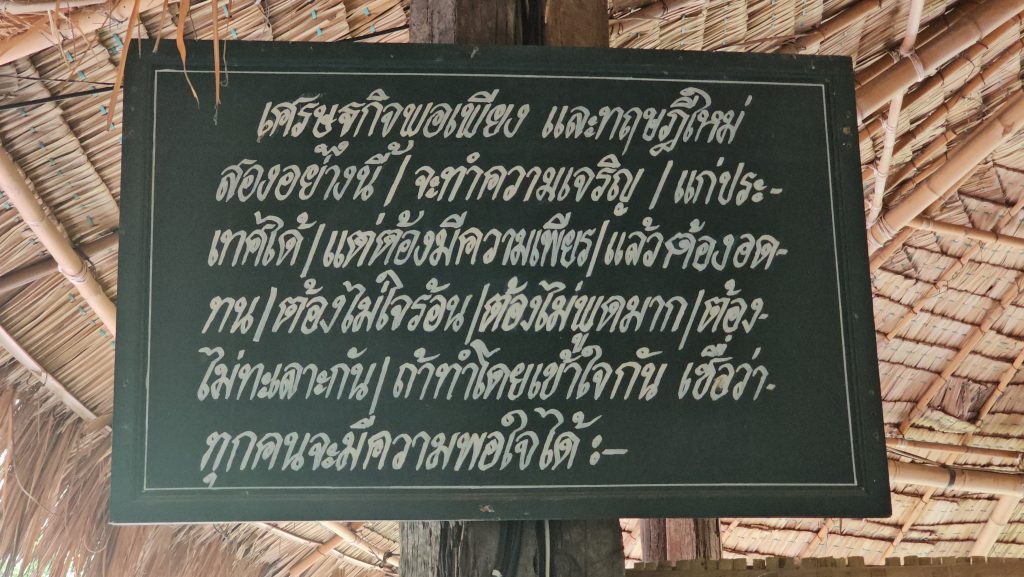 เศรษฐกิจพอเพียง และทฤษฎีใหม่
สองอย่างนี้ / จะทำความเจริญ / แก่ประ-
เทศได้ / แต่ต้องมีความเพียร / แล้วต้องอด-
ทน / ต้องไม่ใจร้อน / ต้องไม่พูดมาก / ต้อง-
ไม่ทะเลาะกัน / ถ้าทำโดยเข้าใจกัน เชื่อว่า-
ทุกคนจะมีความพอใจได้ :-